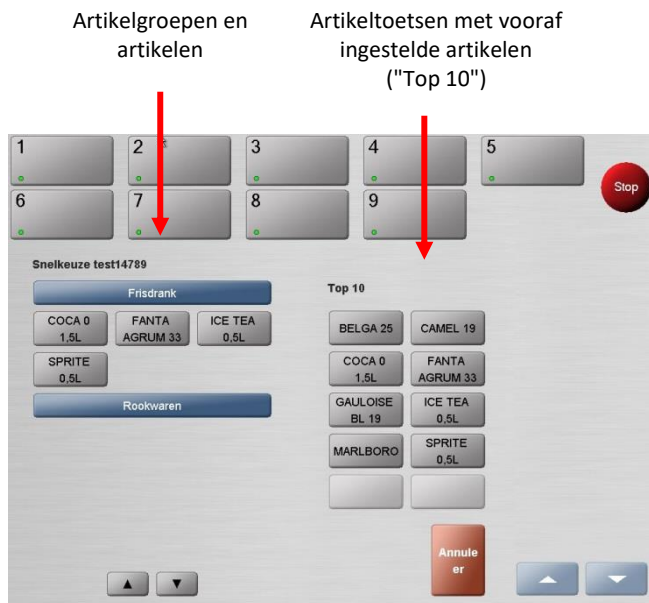 Artikelgroepen en
artikelen
Artikeltoetsen met vooraf
ingestelde artikelen
("Top 10")
1
2
3
4
5
Stop
6
7
8
9
Snelkeuze test14789
Frisdrank
COCA 0
1,5L
FANTA
AGRUM 33
ICE TEA
0,5L
SPRITE
0,5L
Rookwaren
Top 10
BELGA 25
CAMEL 19
COCA 0
1,5L
FANTA
AGRUM 33
GAULOISE
BL 19
ICE TEA
0,5L
MARLBORO
SPRITE
0,5L
Annule
er